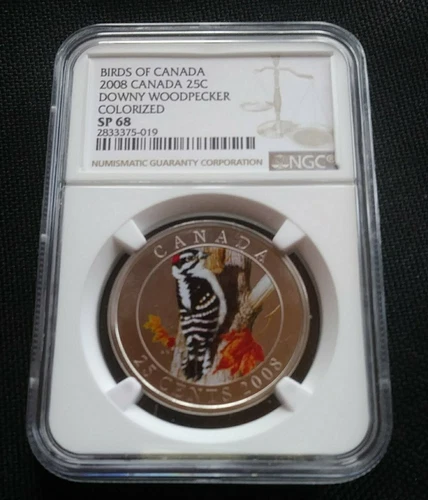 BIRDS OF CANADA
2008 CANADA 25C
DOWNY WOODPECKER
COLORIZED
SP 68
2833375-019
NUMISMATIC GUARANTY CORPORATION
NGC®
CANADA
25 CENTS 2008